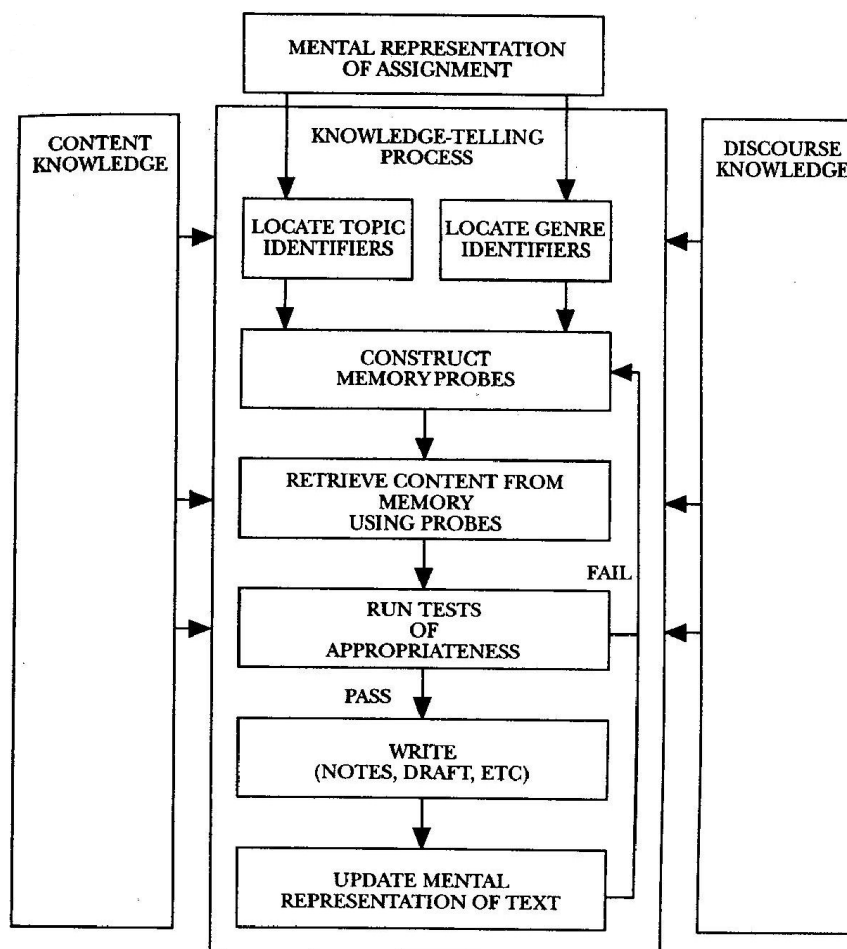 MENTAL REPRESENTATION
OF ASSIGNMENT
CONTENT
KNOWLEDGE
KNOWLEDGE-TELLING
PROCESS
DISCOURSE
KNOWLEDGE
LOCATE TOPIC
IDENTIFIERS
LOCATE GENRE
IDENTIFIERS
CONSTRUCT
MEMORY PROBES
RETRIEVE CONTENT FROM
MEMORY
USING PROBES
FAIL
RUN TESTS
OF
APPROPRIATENESS
PASS
WRITE
(NOTES, DRAFT, ETC)
UPDATE MENTAL
REPRESENTATION OF TEXT